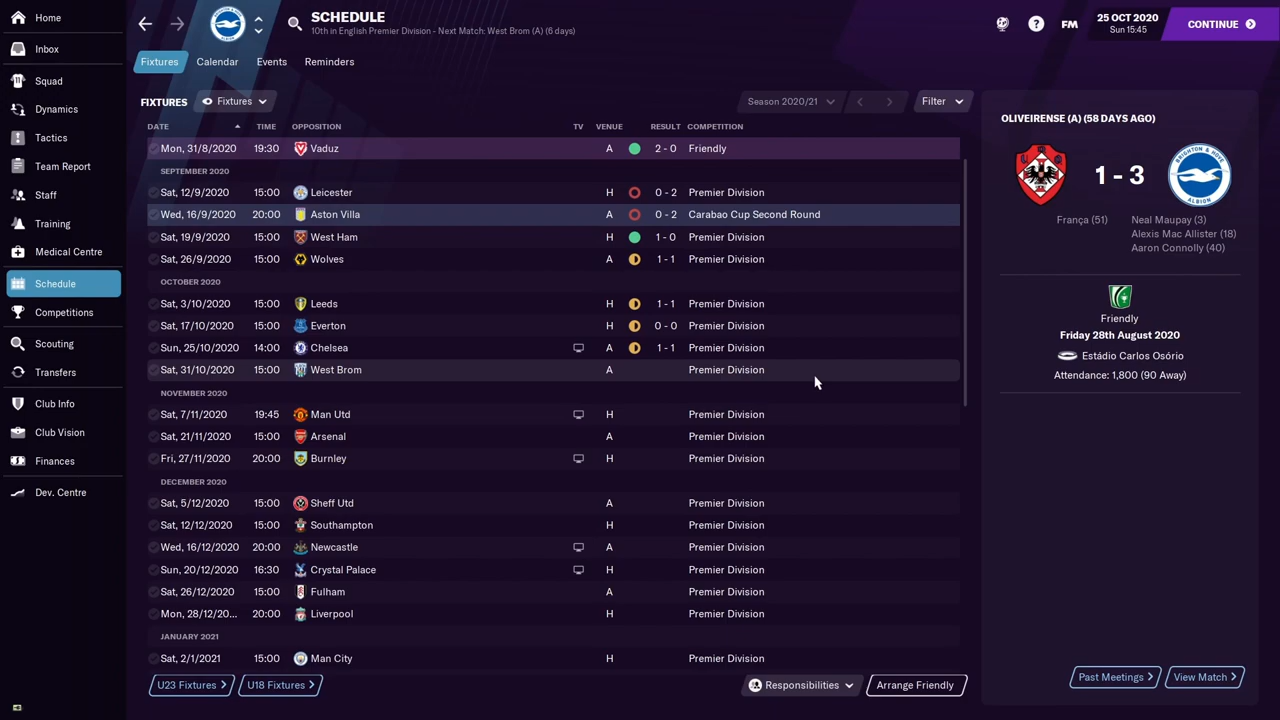 Home
SCHEDULE
10th in English Premier Division - Next Match: West Brom (A) (6 days)
FM
25 OCT 2020
Sun 15:45
CONTINUE
Inbox
Squad
Dynamics
Tactics
Team Report
Staff
Training
Medical Centre
Schedule
Competitions
Scouting
Transfers
Club Info
Club Vision
Finances
Dev. Centre
Fixtures Calendar Events Reminders
FIXTURES Fixtures Season 2020/21 Filter
DATE TIME OPPOSITION TV VENUE RESULT COMPETITION
Mon, 31/8/2020 19:30 Vaduz A 2 - 0 Friendly
SEPTEMBER 2020
Sat, 12/9/2020 15:00 Leicester H 0 - 2 Premier Division
Wed, 16/9/2020 20:00 Aston Villa A 0 - 2 Carabao Cup Second Round
Sat, 19/9/2020 15:00 West Ham H 1 - 0 Premier Division
Sat, 26/9/2020 15:00 Wolves A 1 - 1 Premier Division
OCTOBER 2020
Sat, 3/10/2020 15:00 Leeds H 1 - 1 Premier Division
Sat, 17/10/2020 15:00 Everton H 0 - 0 Premier Division
Sun, 25/10/2020 14:00 Chelsea A 1 - 1 Premier Division
Sat, 31/10/2020 15:00 West Brom A Premier Division
NOVEMBER 2020
Sat, 7/11/2020 19:45 Man Utd H Premier Division
Sat, 21/11/2020 15:00 Arsenal A Premier Division
Fri, 27/11/2020 20:00 Burnley H Premier Division
DECEMBER 2020
Sat, 5/12/2020 15:00 Sheff Utd A Premier Division
Sat, 12/12/2020 15:00 Southampton H Premier Division
Wed, 16/12/2020 20:00 Newcastle A Premier Division
Sun, 20/12/2020 16:30 Crystal Palace H Premier Division
Sat, 26/12/2020 15:00 Fulham A Premier Division
Mon, 28/12/20... 20:00 Liverpool H Premier Division
JANUARY 2021
Sat, 2/1/2021 15:00 Man City H Premier Division
U23 Fixtures U18 Fixtures Responsibilities Arrange Friendly
OLIVEIRENSE (A) (58 DAYS AGO)
1 - 3
BRIGHTON & HOVE
ALBION
França (51) Neal Maupay (3)
Alexis Mac Allister (18)
Aaron Connolly (40)
Friendly
Friday 28th August 2020
Estádio Carlos Osório
Attendance: 1,800 (90 Away)
Past Meetings View Match